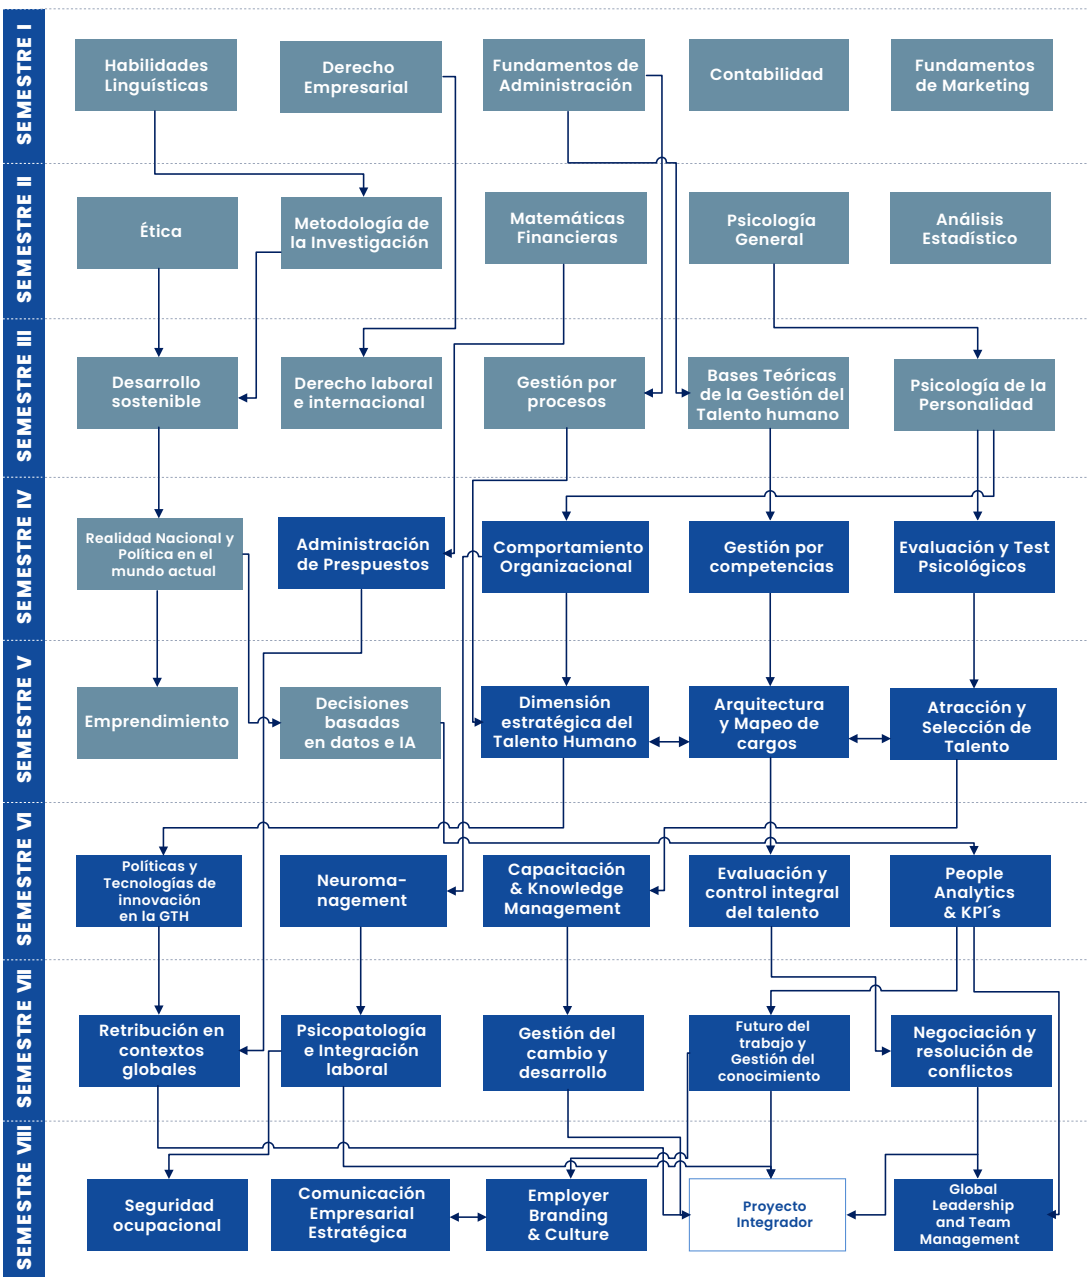 SEMESTRE I
Habilidades
Linguísticas
Derecho
Empresarial
Fundamentos de
Administración
Contabilidad
Fundamentos
de Marketing
SEMESTRE II
Ética
Metodología de
la Investigación
Matemáticas
Financieras
Psicología
General
Análisis
Estadístico
SEMESTRE III
Desarrollo
sostenible
Derecho laboral
e internacional
Gestión por
procesos
Bases Teóricas
de la Gestión del
Talento humano
Psicología de la
Personalidad
SEMESTRE IV
Realidad Nacional y
Política en el
mundo actual
Administración
de Prespuestos
Comportamiento
Organizacional
Gestión por
competencias
Evaluación y Test
Psicológicos
SEMESTRE V
Emprendimiento
Decisiones
basadas
en datos e IA
Dimensión
estratégica del
Talento Humano
Arquitectura
y Mapeo de
cargos
Atracción y
Selección de
Talento
SEMESTRE VI
Políticas y
Tecnologías de
innovación
en la GTH
Neuroma-
nagement
Capacitación
& Knowledge
Management
Evaluación y
control integral
del talento
People
Analytics
& KPI´s
SEMESTRE VII
Retribución en
contextos
globales
Psicopatología
e Integración
laboral
Gestión del
cambio y
desarrollo
Futuro del
trabajo y
Gestión del
conocimiento
Negociación y
resolución de
conflictos
SEMESTRE VIII
Seguridad
ocupacional
Comunicación
Empresarial
Estratégica
Employer
Branding
& Culture
Proyecto
Integrador
Global
Leadership
and Team
Management